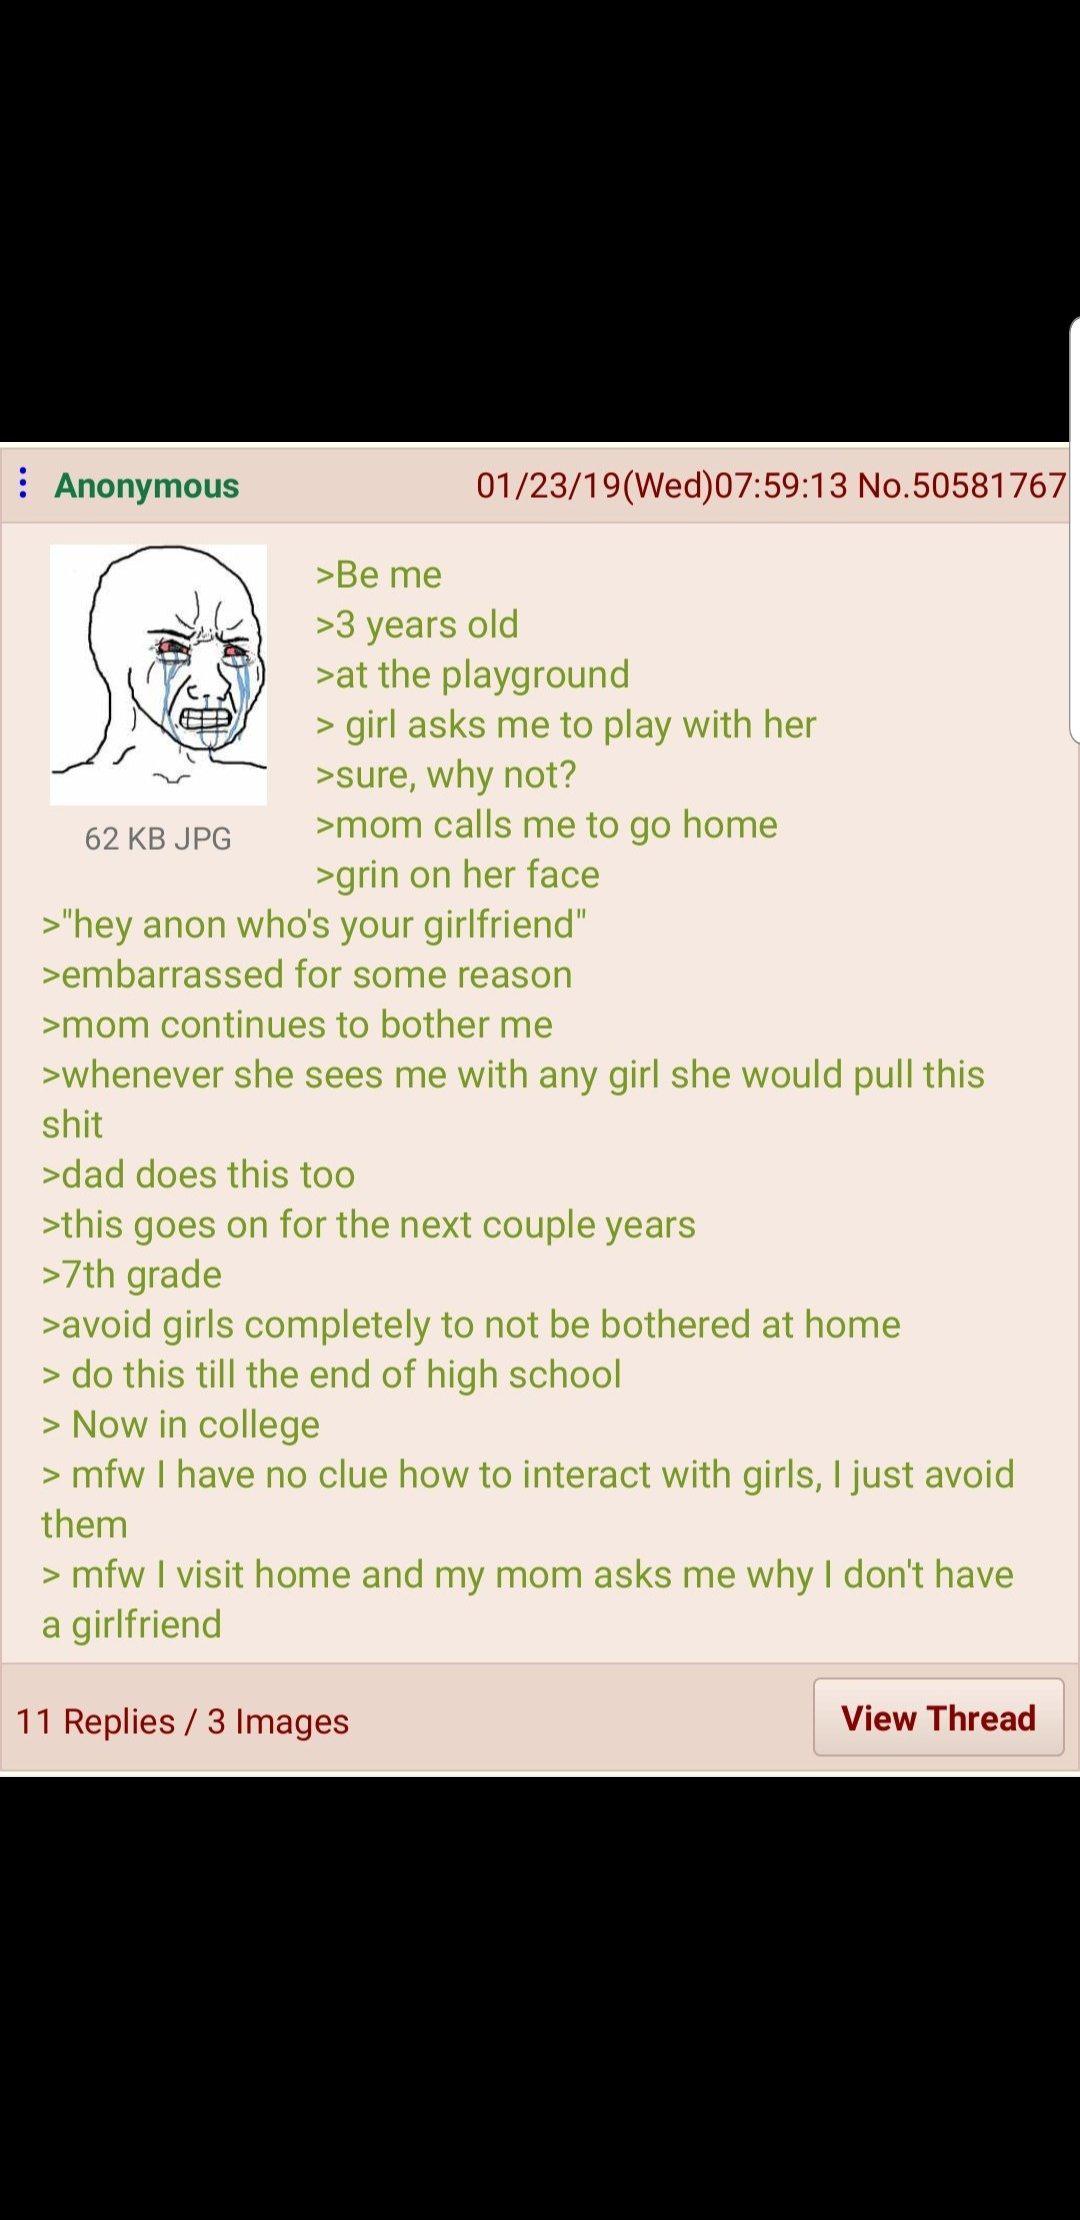 Anonymous 01/23/19(Wed)07:59:13 No.50581767
>Be me
>3 years old
>at the playground
> girl asks me to play with her
>sure, why not?
>mom calls me to go home
>grin on her face
62 KB JPG
>"hey anon who's your girlfriend"
>embarrassed for some reason
>mom continues to bother me
>whenever she sees me with any girl she would pull this
shit
>dad does this too
>this goes on for the next couple years
>7th grade
>avoid girls completely to not be bothered at home
> do this till the end of high school
> Now in college
> mfw I have no clue how to interact with girls, I just avoid
them
> mfw I visit home and my mom asks me why I don't have
a girlfriend
11 Replies / 3 Images
View Thread